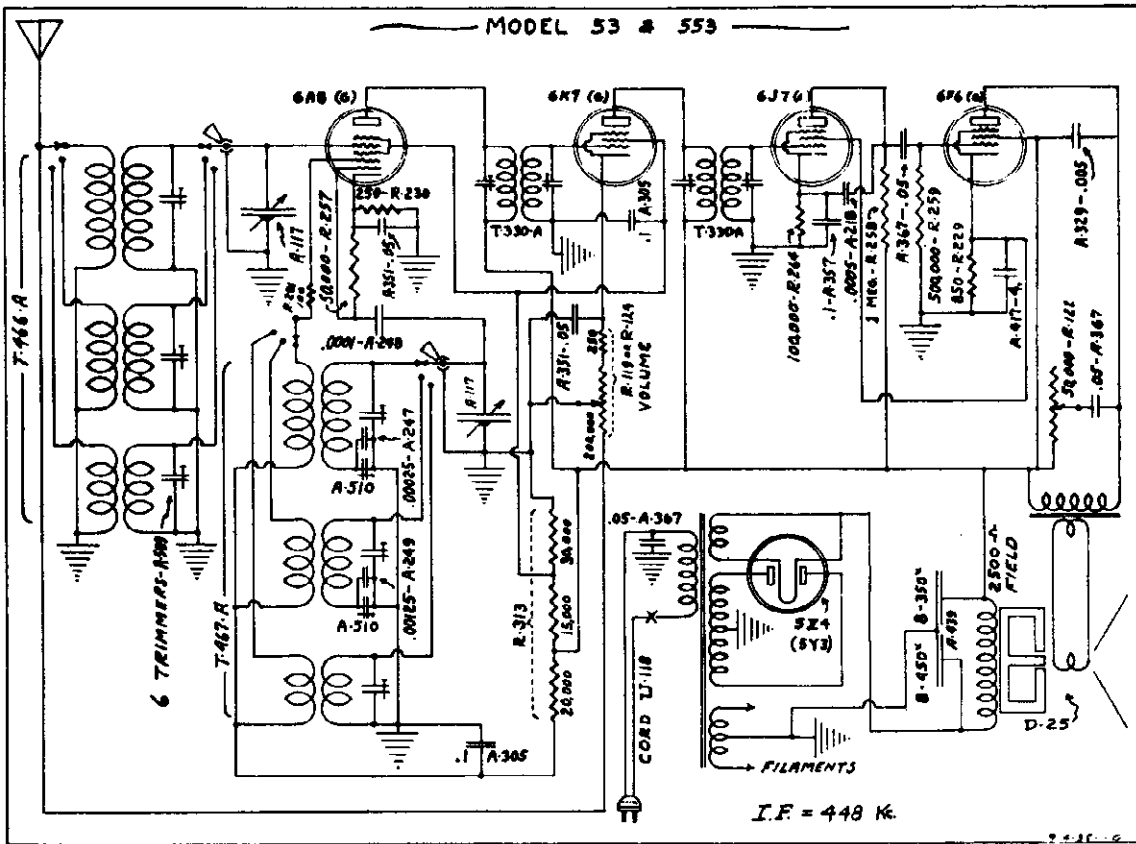 MODEL 53 & 553
6A8 (G)
6K7 (G)
6J7 G)
6F6 (G)
T-466-A
A-117
250-R-230
50,000-R-257
A-351-.05
.0001-A-248
T-330-A
.1 A-305
T-330A
100,000-R-264
.1-A-357
.0005-A-218
1 MEG.-R-258
A-367-.05
500,000-R-259
850-R-229
A-417-4.
A-329-.005
50,000-R-122
.05-A-367
A-351-.05
250
200,000
R-119 OR R-124
VOLUME
A-117
.00025-A-247
A-510
.00125-A-249
A-510
T-467-A
6 TRIMMERS-A-509
30,000
15,000
20,000
R-313
.1 A-305
.05-A-367
5Z4
(5Y3)
CORD U-118
FILAMENTS
8-450
8-350
A-439
2500 Ω
FIELD
D-25
I.F. = 448 Kc.